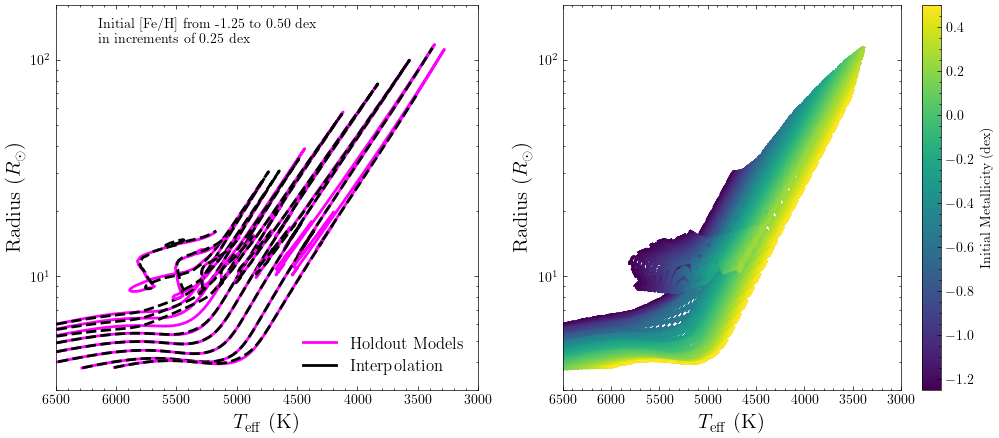 Initial [Fe/H] from -1.25 to 0.50 dex
in increments of 0.25 dex
Radius (R☉)
10²
10¹
Holdout Models
Interpolation
6500 6000 5500 5000 4500 4000 3500 3000
T_eff (K)
Radius (R☉)
10²
10¹
6500 6000 5500 5000 4500 4000 3500 3000
T_eff (K)
0.4
0.2
0.0
−0.2
−0.4
−0.6
−0.8
−1.0
−1.2
Initial Metallicity (dex)